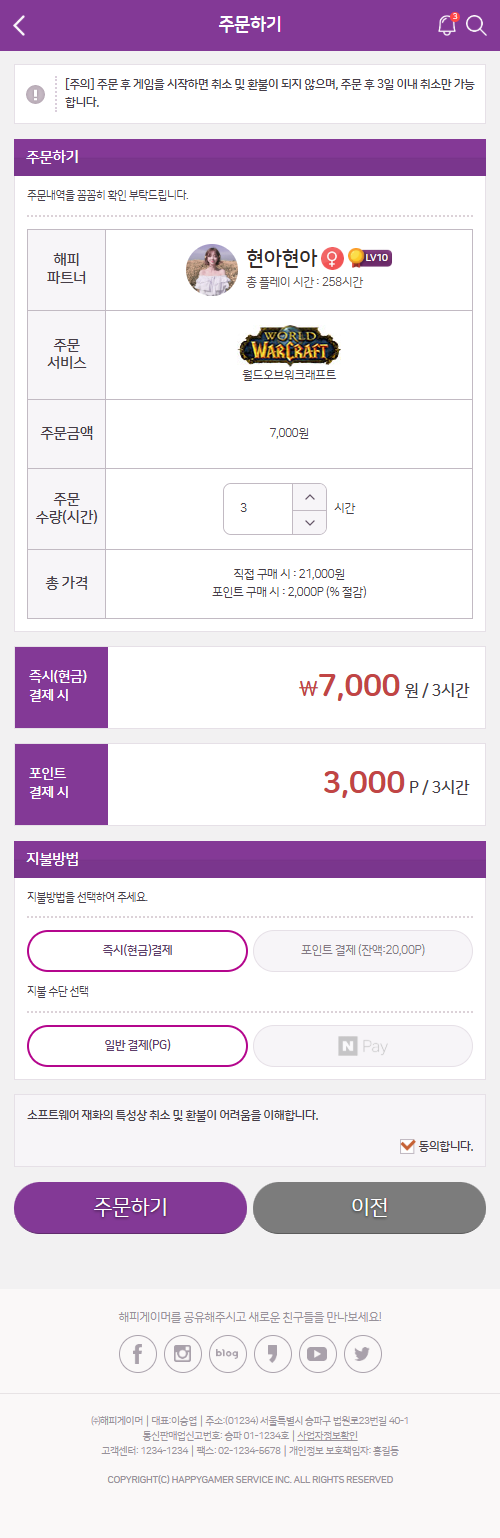 주문하기
3
[주의] 주문 후 게임을 시작하면 취소 및 환불이 되지 않으며, 주문 후 3일 이내 취소만 가능
합니다.
주문하기
주문내역을 꼼꼼히 확인 부탁드립니다.
해피
파트너
현아현아 LV10
총 플레이 시간 : 258시간
주문
서비스
WORLD
OF
WARCRAFT
월드오브워크래프트
주문금액
7,000원
주문
수량(시간)
3
시간
총 가격
직접 구매 시 : 21,000원
포인트 구매 시 : 2,000P (% 절감)
즉시(현금)
결제 시
₩7,000 원 / 3시간
포인트
결제 시
3,000 P / 3시간
지불방법
지불방법을 선택하여 주세요.
즉시(현금)결제
포인트 결제 (잔액:20,00P)
지불 수단 선택
일반 결제(PG)
N Pay
소프트웨어 재화의 특성상 취소 및 환불이 어려움을 이해합니다.
동의합니다.
주문하기
이전
해피게이머를 공유해주시고 새로운 친구들을 만나보세요!
blog
㈜해피게이머 | 대표:이승엽 | 주소:(01234) 서울특별시 송파구 법원로23번길 40-1
통신판매업신고번호: 송파 01-1234호 | 사업자정보확인
고객센터: 1234-1234 | 팩스: 02-1234-5678 | 개인정보 보호책임자: 홍길동
COPYRIGHT(C) HAPPYGAMER SERVICE INC. ALL RIGHTS RESERVED